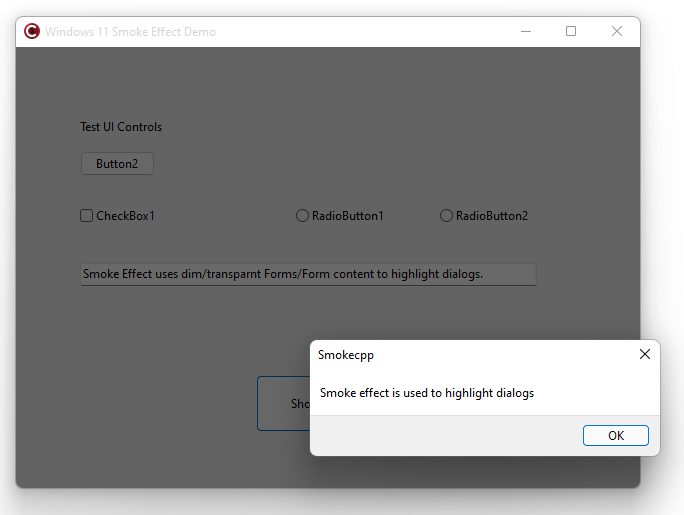 Windows 11 Smoke Effect Demo
Test UI Controls
Button2
CheckBox1 RadioButton1 RadioButton2
Smoke Effect uses dim/transparnt Forms/Form content to highlight dialogs.
Smokecpp
Smoke effect is used to highlight dialogs
OK